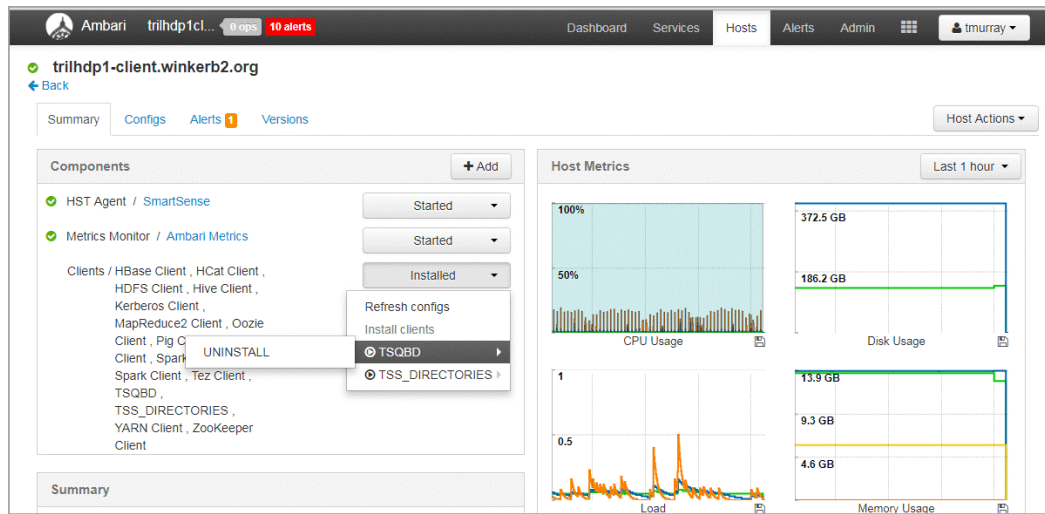 Ambari trilhdp1cl... 0 ops 10 alerts Dashboard Services Hosts Alerts Admin tmurray
trilhdp1-client.winkerb2.org
Back
Summary Configs Alerts 1 Versions Host Actions
Components + Add
HST Agent / SmartSense Started
Metrics Monitor / Ambari Metrics Started
Clients / HBase Client , HCat Client , Installed
HDFS Client , Hive Client ,
Kerberos Client ,
MapReduce2 Client , Oozie
Client , Pig C
Client , Spark
Spark Client , Tez Client ,
TSQBD ,
TSS_DIRECTORIES ,
YARN Client , ZooKeeper
Client
Refresh configs
Install clients
TSQBD
TSS_DIRECTORIES
UNINSTALL
Summary
Host Metrics Last 1 hour
100%
50%
CPU Usage
372.5 GB
186.2 GB
Disk Usage
1
0.5
Load
13.9 GB
9.3 GB
4.6 GB
Memory Usage